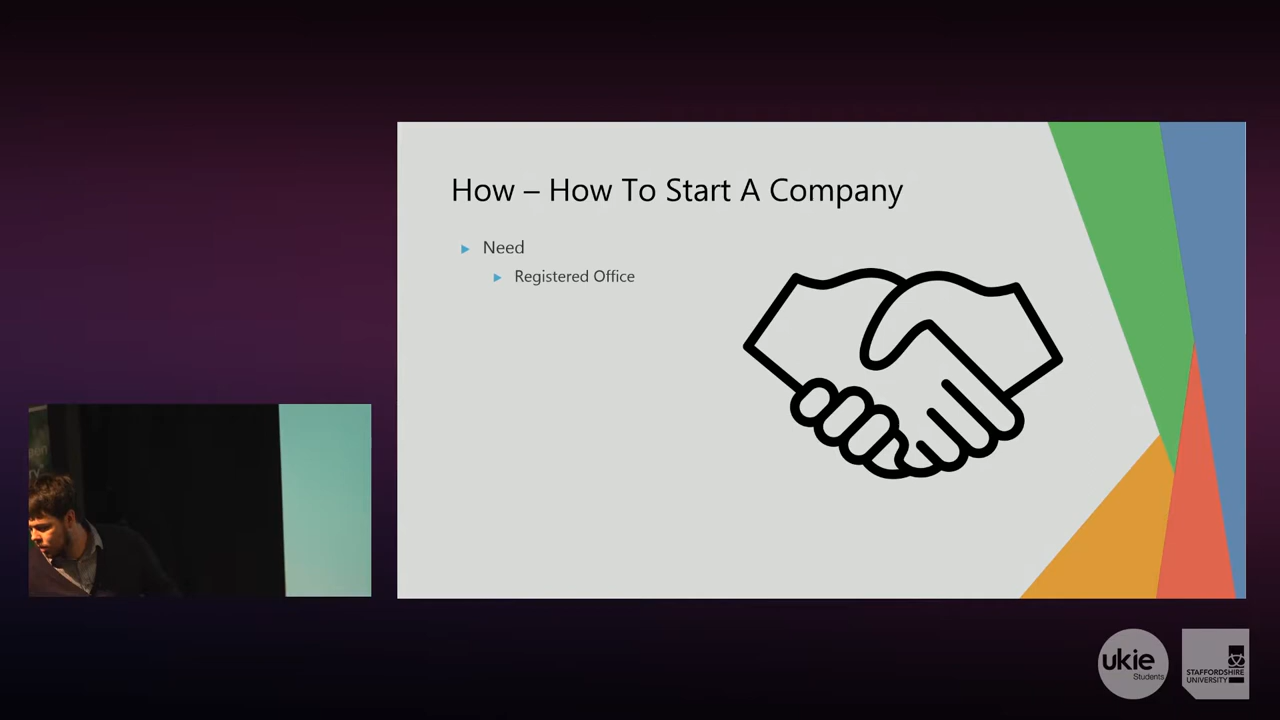 How – How To Start A Company
Need
Registered Office
ukie
Students
STAFFORDSHIRE
UNIVERSITY